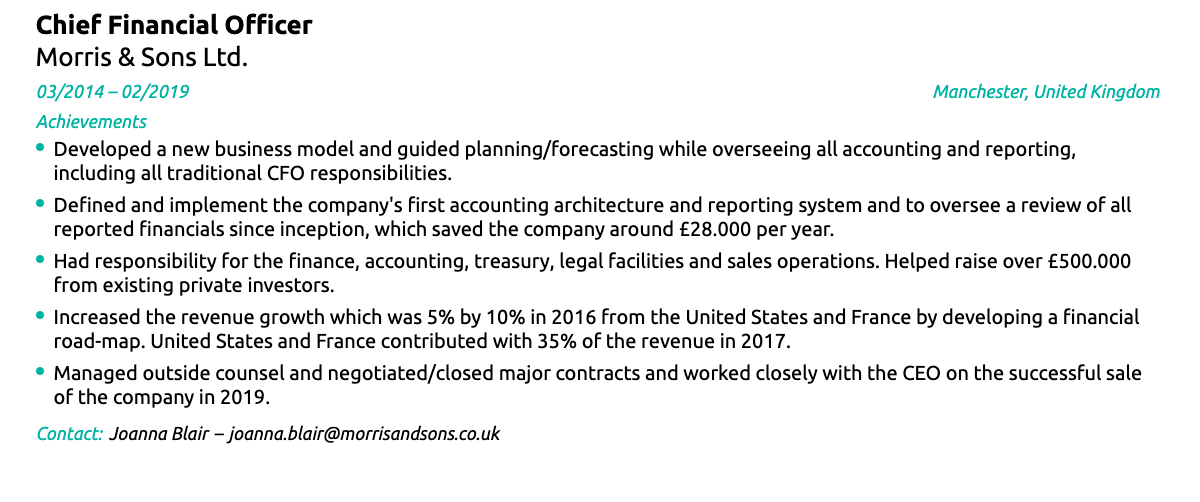 Chief Financial Officer
Morris & Sons Ltd.
03/2014 – 02/2019 Manchester, United Kingdom
Achievements
• Developed a new business model and guided planning/forecasting while overseeing all accounting and reporting,
including all traditional CFO responsibilities.
• Defined and implement the company's first accounting architecture and reporting system and to oversee a review of all
reported financials since inception, which saved the company around £28.000 per year.
• Had responsibility for the finance, accounting, treasury, legal facilities and sales operations. Helped raise over £500.000
from existing private investors.
• Increased the revenue growth which was 5% by 10% in 2016 from the United States and France by developing a financial
road-map. United States and France contributed with 35% of the revenue in 2017.
• Managed outside counsel and negotiated/closed major contracts and worked closely with the CEO on the successful sale
of the company in 2019.
Contact: Joanna Blair – joanna.blair@morrisandsons.co.uk